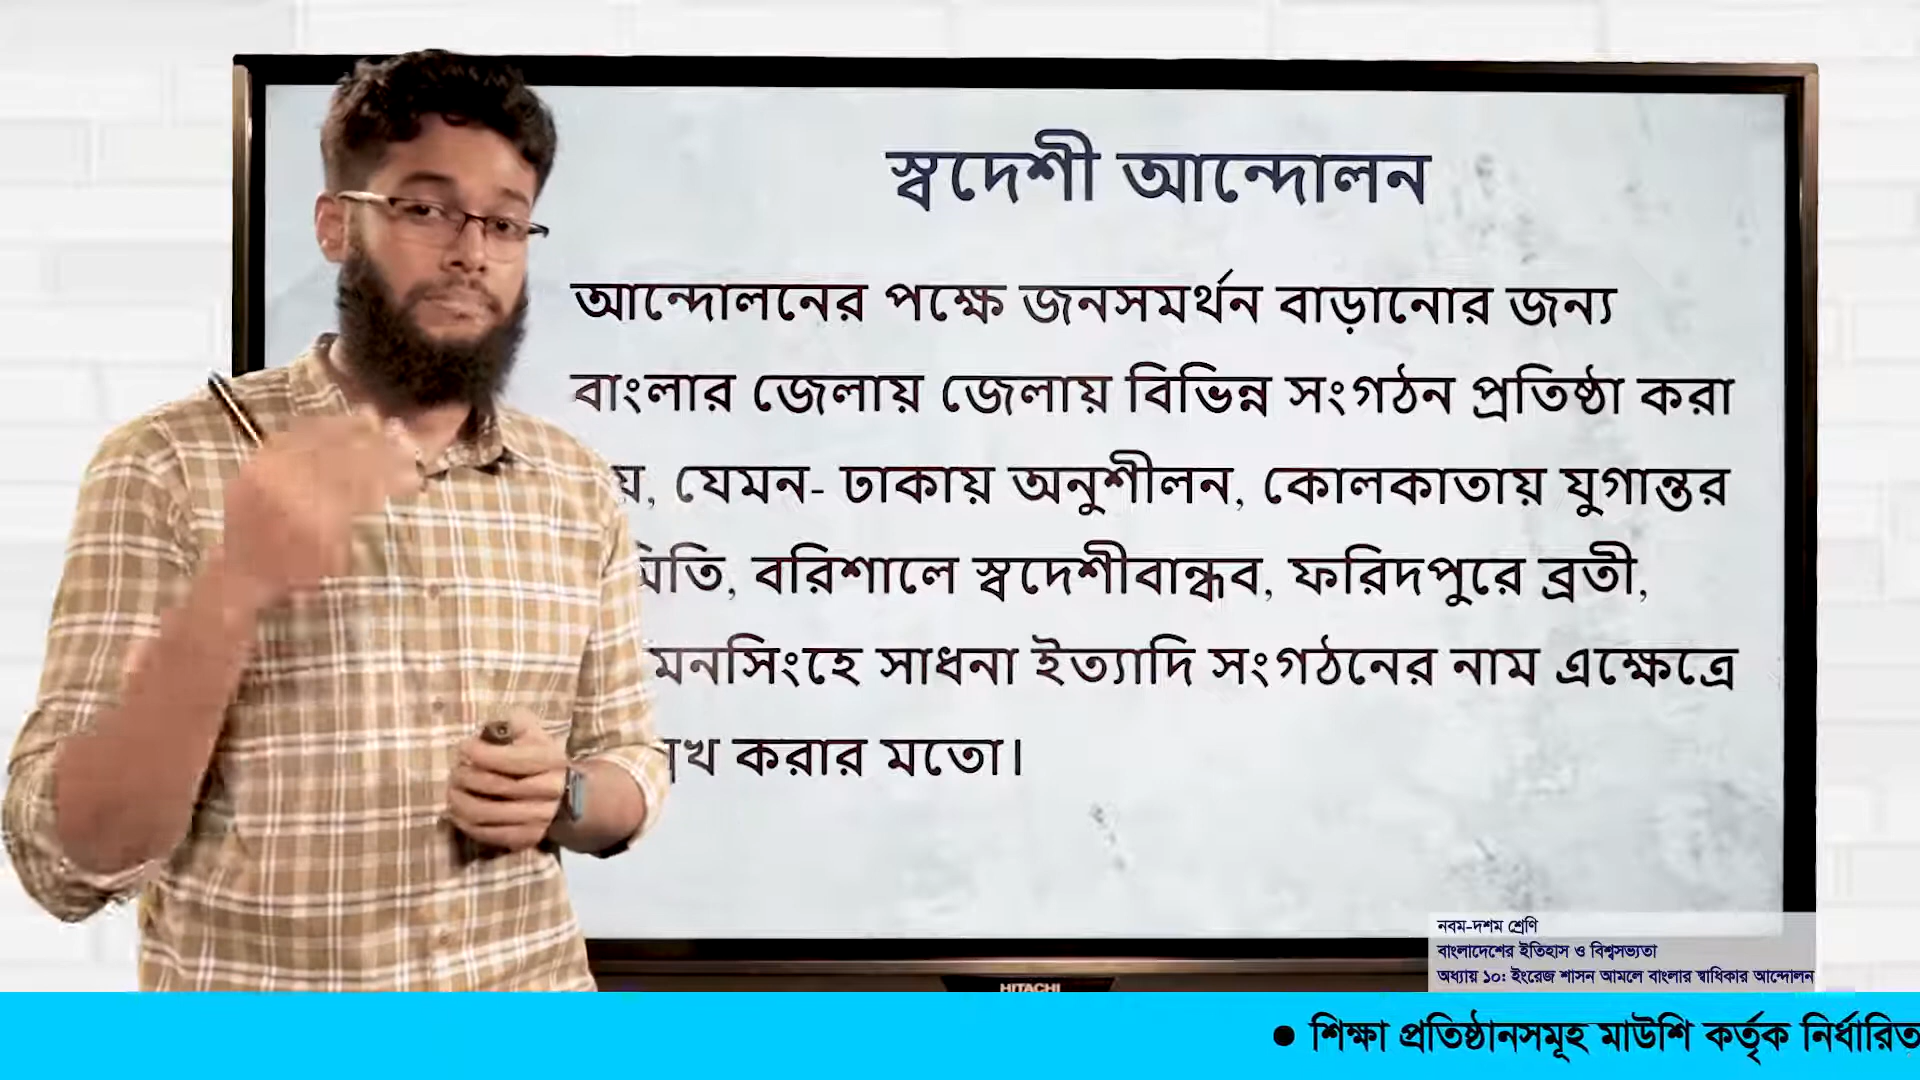 স্বদেশী আন্দোলন
আন্দোলনের পক্ষে জনসমর্থন বাড়ানোর জন্য
বাংলার জেলায় জেলায় বিভিন্ন সংগঠন প্রতিষ্ঠা করা
যেমন- ঢাকায় অনুশীলন, কোলকাতায় যুগান্তর
বরিশালে স্বদেশীবান্ধব, ফরিদপুরে ব্রতী,
সাধনা ইত্যাদি সংগঠনের নাম এক্ষেত্রে
করার মতো।
HITACHI
নবম-দশম শ্রেণি
বাংলাদেশের ইতিহাস ও বিশ্বসভ্যতা
অধ্যায় ১০: ইংরেজ শাসন আমলে বাংলার স্বাধিকার আন্দোলন
● শিক্ষা প্রতিষ্ঠানসমূহ মাউশি কর্তৃক নির্ধারিত